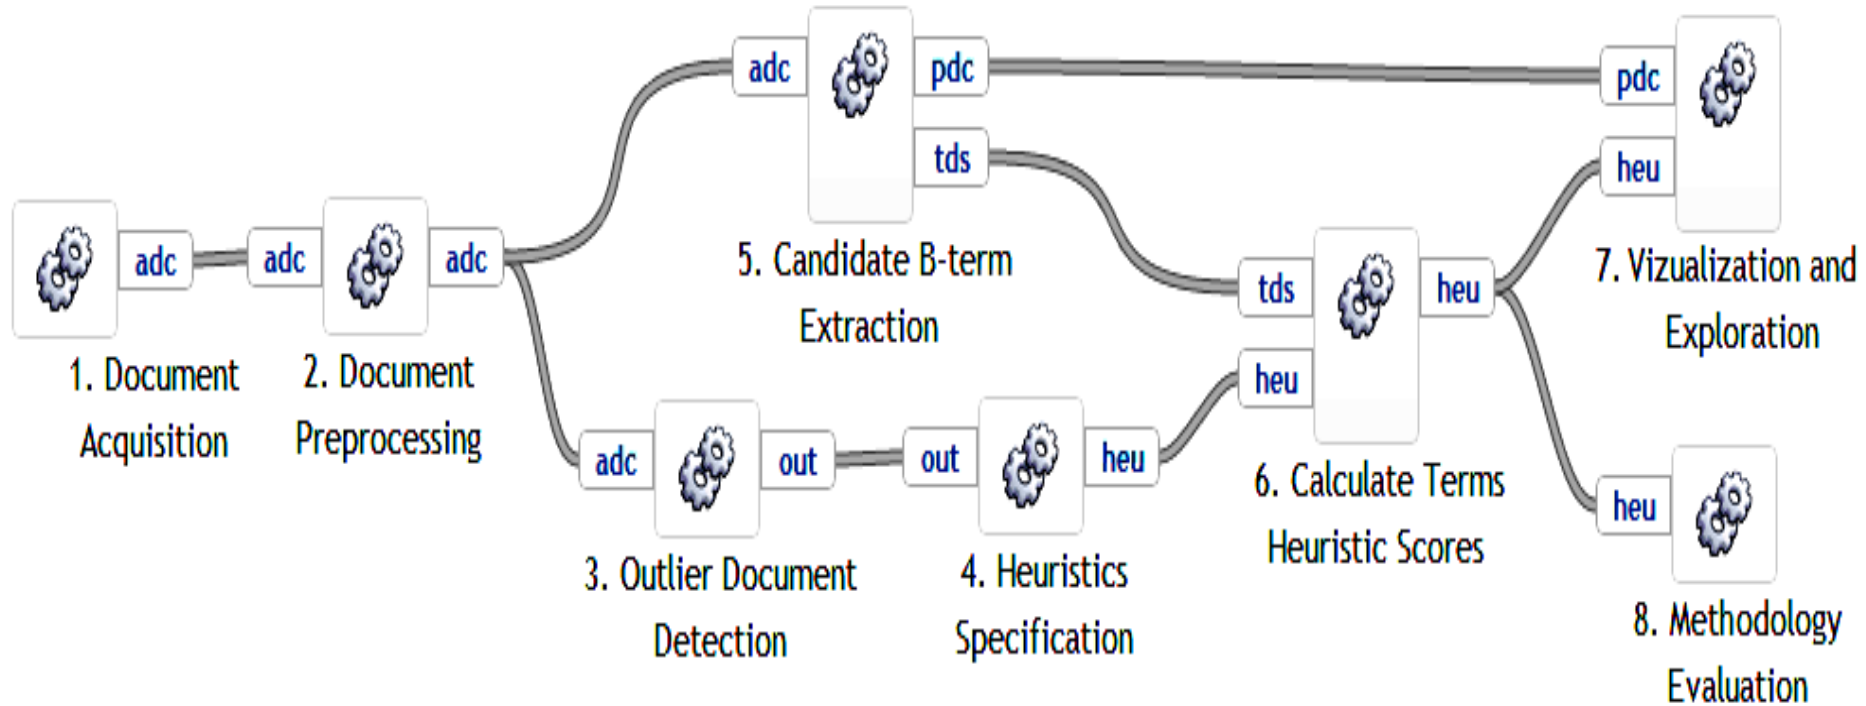 adc
pdc
pdc
tds
heu
adc
adc
adc
5. Candidate B-term
Extraction
tds
heu
7. Vizualization and
Exploration
1. Document
Acquisition
2. Document
Preprocessing
heu
adc
out
out
heu
6. Calculate Terms
Heuristic Scores
heu
3. Outlier Document
Detection
4. Heuristics
Specification
8. Methodology
Evaluation